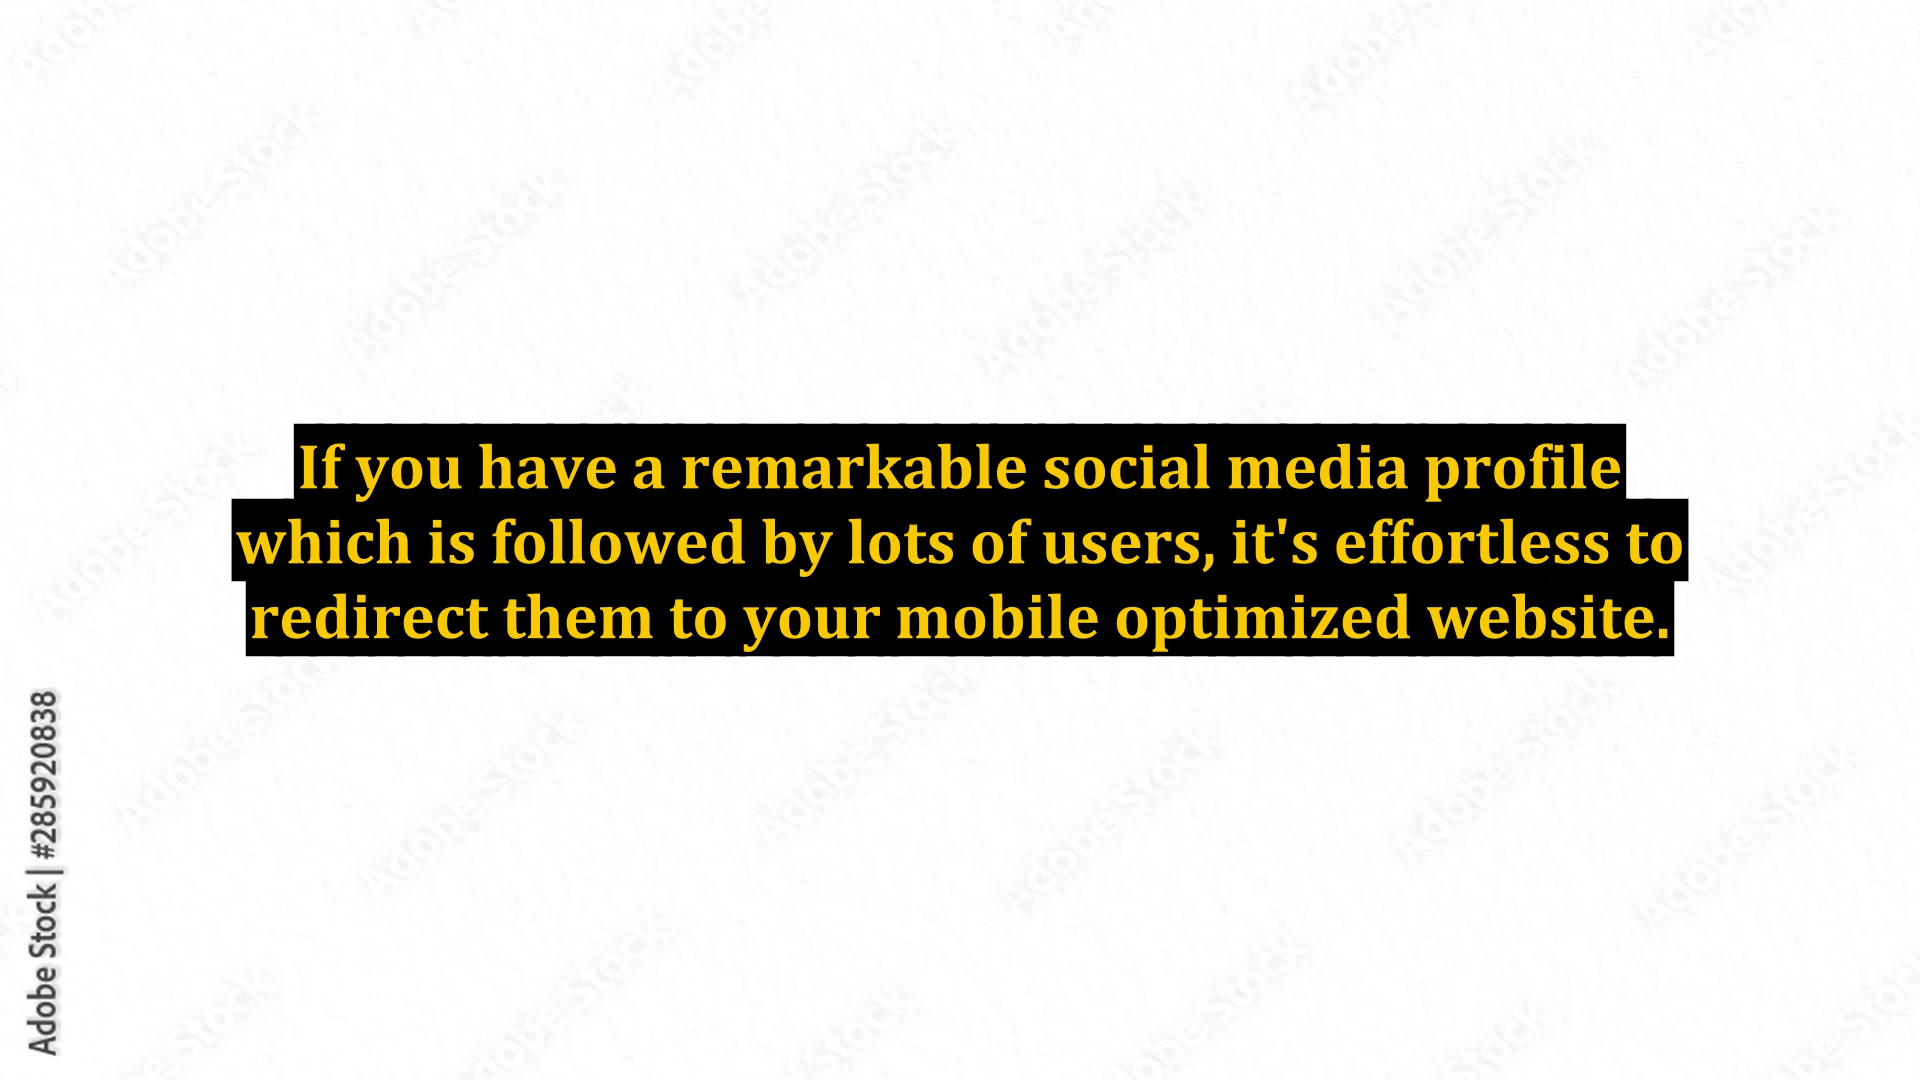 If you have a remarkable social media profile
which is followed by lots of users, it's effortless to
redirect them to your mobile optimized website.
Adobe Stock | #285920838